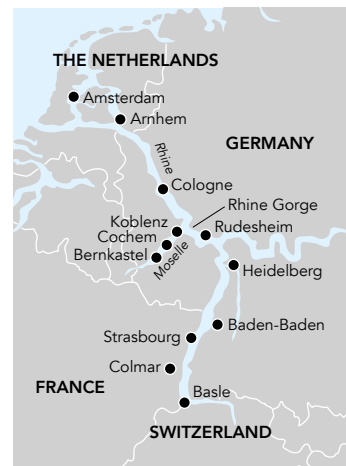 THE NETHERLANDS
Amsterdam
Arnhem
GERMANY
Rhine
Cologne
Rhine Gorge
Koblenz
Rudesheim
Cochem
Bernkastel
Moselle
Heidelberg
Baden-Baden
Strasbourg
Colmar
FRANCE
Basle
SWITZERLAND